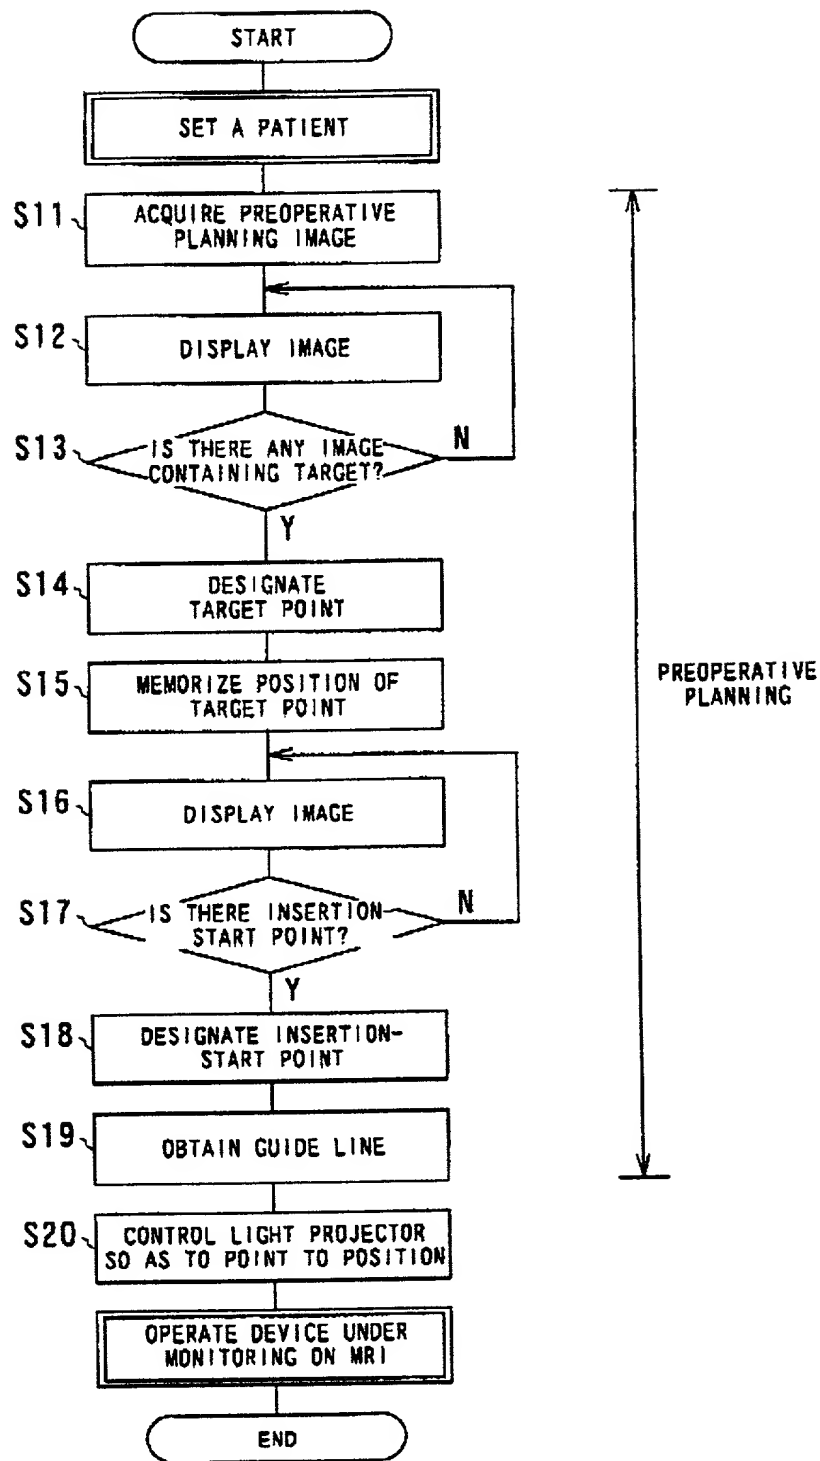 START
SET A PATIENT
S11
ACQUIRE PREOPERATIVE
PLANNING IMAGE
S12
DISPLAY IMAGE
S13
IS THERE ANY IMAGE
CONTAINING TARGET?
N
Y
S14
DESIGNATE
TARGET POINT
S15
MEMORIZE POSITION OF
TARGET POINT
PREOPERATIVE
PLANNING
S16
DISPLAY IMAGE
S17
IS THERE INSERTION
START POINT?
N
Y
S18
DESIGNATE INSERTION-
START POINT
S19
OBTAIN GUIDE LINE
S20
CONTROL LIGHT PROJECTOR
SO AS TO POINT TO POSITION
OPERATE DEVICE UNDER
MONITORING ON MRI
END